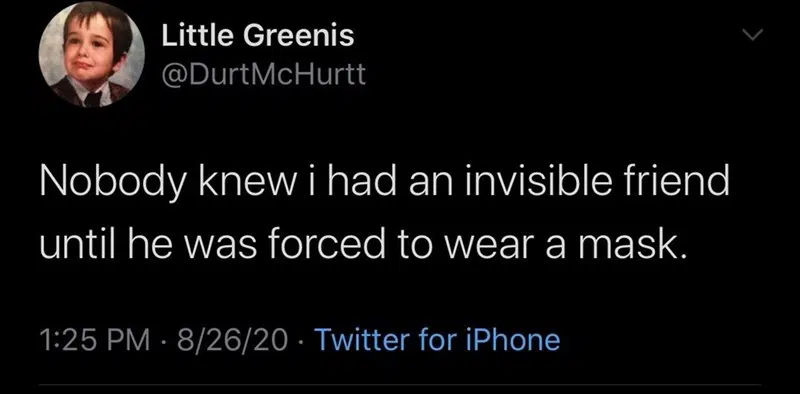 Little Greenis
@DurtMcHurtt
Nobody knew i had an invisible friend
until he was forced to wear a mask.
1:25 PM · 8/26/20 · Twitter for iPhone